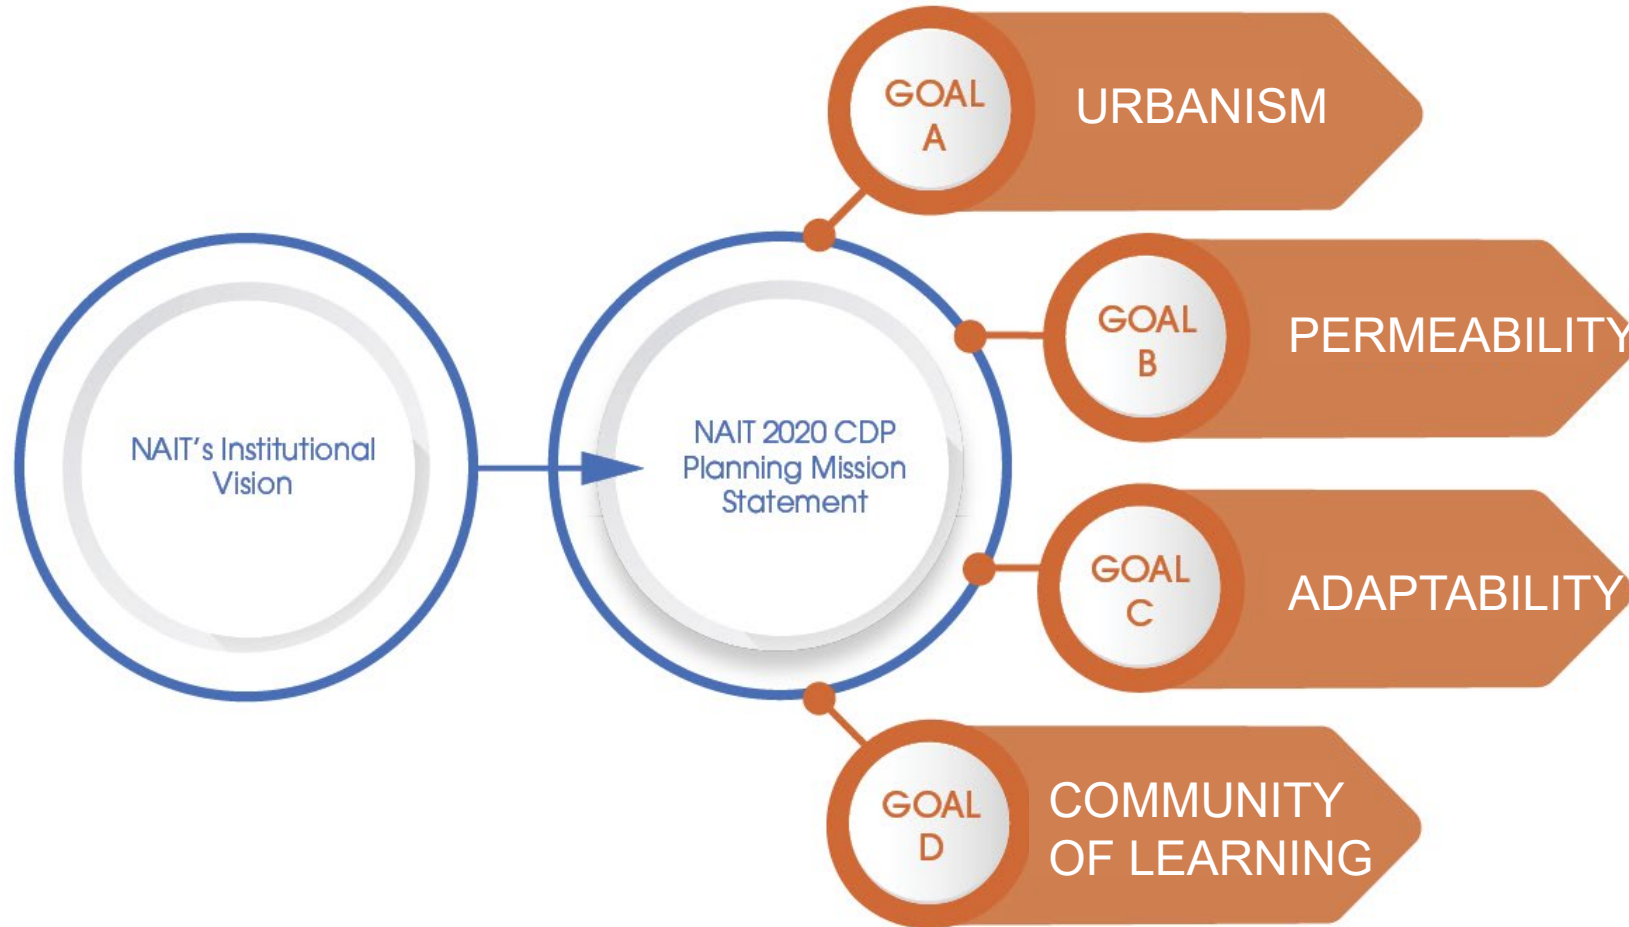 NAIT's Institutional
Vision
NAIT 2020 CDP
Planning Mission
Statement
GOAL
A
URBANISM
GOAL
B
PERMEABILITY
GOAL
C
ADAPTABILITY
GOAL
D
COMMUNITY
OF LEARNING